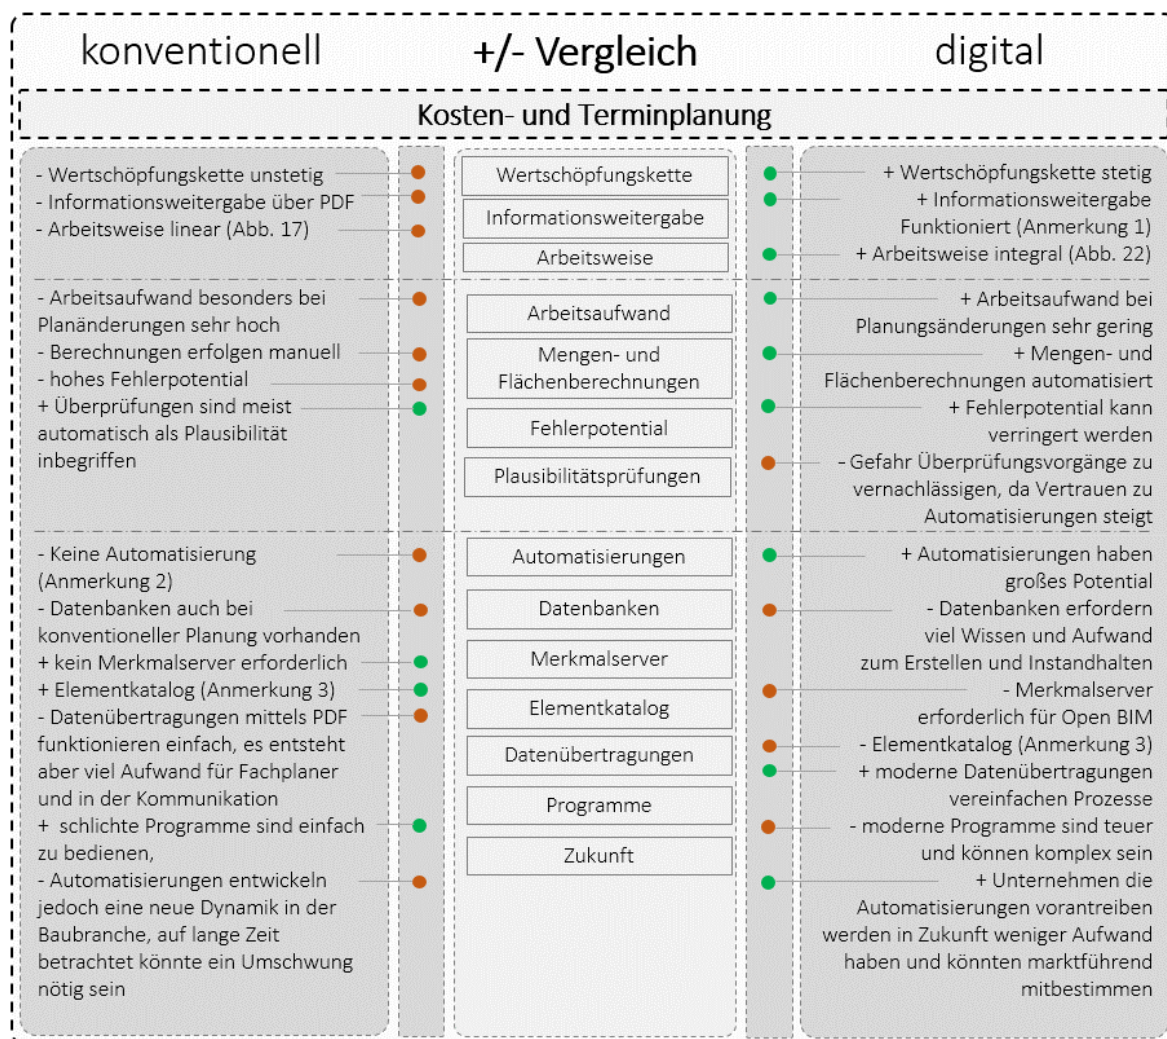 konventionell
+/- Vergleich
digital
Kosten- und Terminplanung
- Wertschöpfungskette unstetig
- Informationsweitergabe über PDF
- Arbeitsweise linear (Abb. 17)
- Arbeitsaufwand besonders bei
Planänderungen sehr hoch
- Berechnungen erfolgen manuell
- hohes Fehlerpotential
+ Überprüfungen sind meist
automatisch als Plausibilität
inbegriffen
- Keine Automatisierung
(Anmerkung 2)
- Datenbanken auch bei
konventioneller Planung vorhanden
+ kein Merkmalserver erforderlich
+ Elementkatalog (Anmerkung 3)
- Datenübertragungen mittels PDF
funktionieren einfach, es entsteht
aber viel Aufwand für Fachplaner
und in der Kommunikation
+ schlichte Programme sind einfach
zu bedienen,
- Automatisierungen entwickeln
jedoch eine neue Dynamik in der
Baubranche, auf lange Zeit
betrachtet könnte ein Umschwung
nötig sein
Wertschöpfungskette
Informationsweitergabe
Arbeitsweise
Arbeitsaufwand
Mengen- und
Flächenberechnungen
Fehlerpotential
Plausibilitätsprüfungen
Automatisierungen
Datenbanken
Merkmalserver
Elementkatalog
Datenübertragungen
Programme
Zukunft
+ Wertschöpfungskette stetig
+ Informationsweitergabe
Funktioniert (Anmerkung 1)
+ Arbeitsweise integral (Abb. 22)
+ Arbeitsaufwand bei
Planungsänderungen sehr gering
+ Mengen- und
Flächenberechnungen automatisiert
+ Fehlerpotential kann
verringert werden
- Gefahr Überprüfungsvorgänge zu
vernachlässigen, da Vertrauen zu
Automatisierungen steigt
+ Automatisierungen haben
großes Potential
- Datenbanken erfordern
viel Wissen und Aufwand
zum Erstellen und Instandhalten
- Merkmalserver
erforderlich für Open BIM
- Elementkatalog (Anmerkung 3)
+ moderne Datenübertragungen
vereinfachen Prozesse
- moderne Programme sind teuer
und können komplex sein
+ Unternehmen die
Automatisierungen vorantreiben
werden in Zukunft weniger Aufwand
haben und könnten marktführend
mitbestimmen